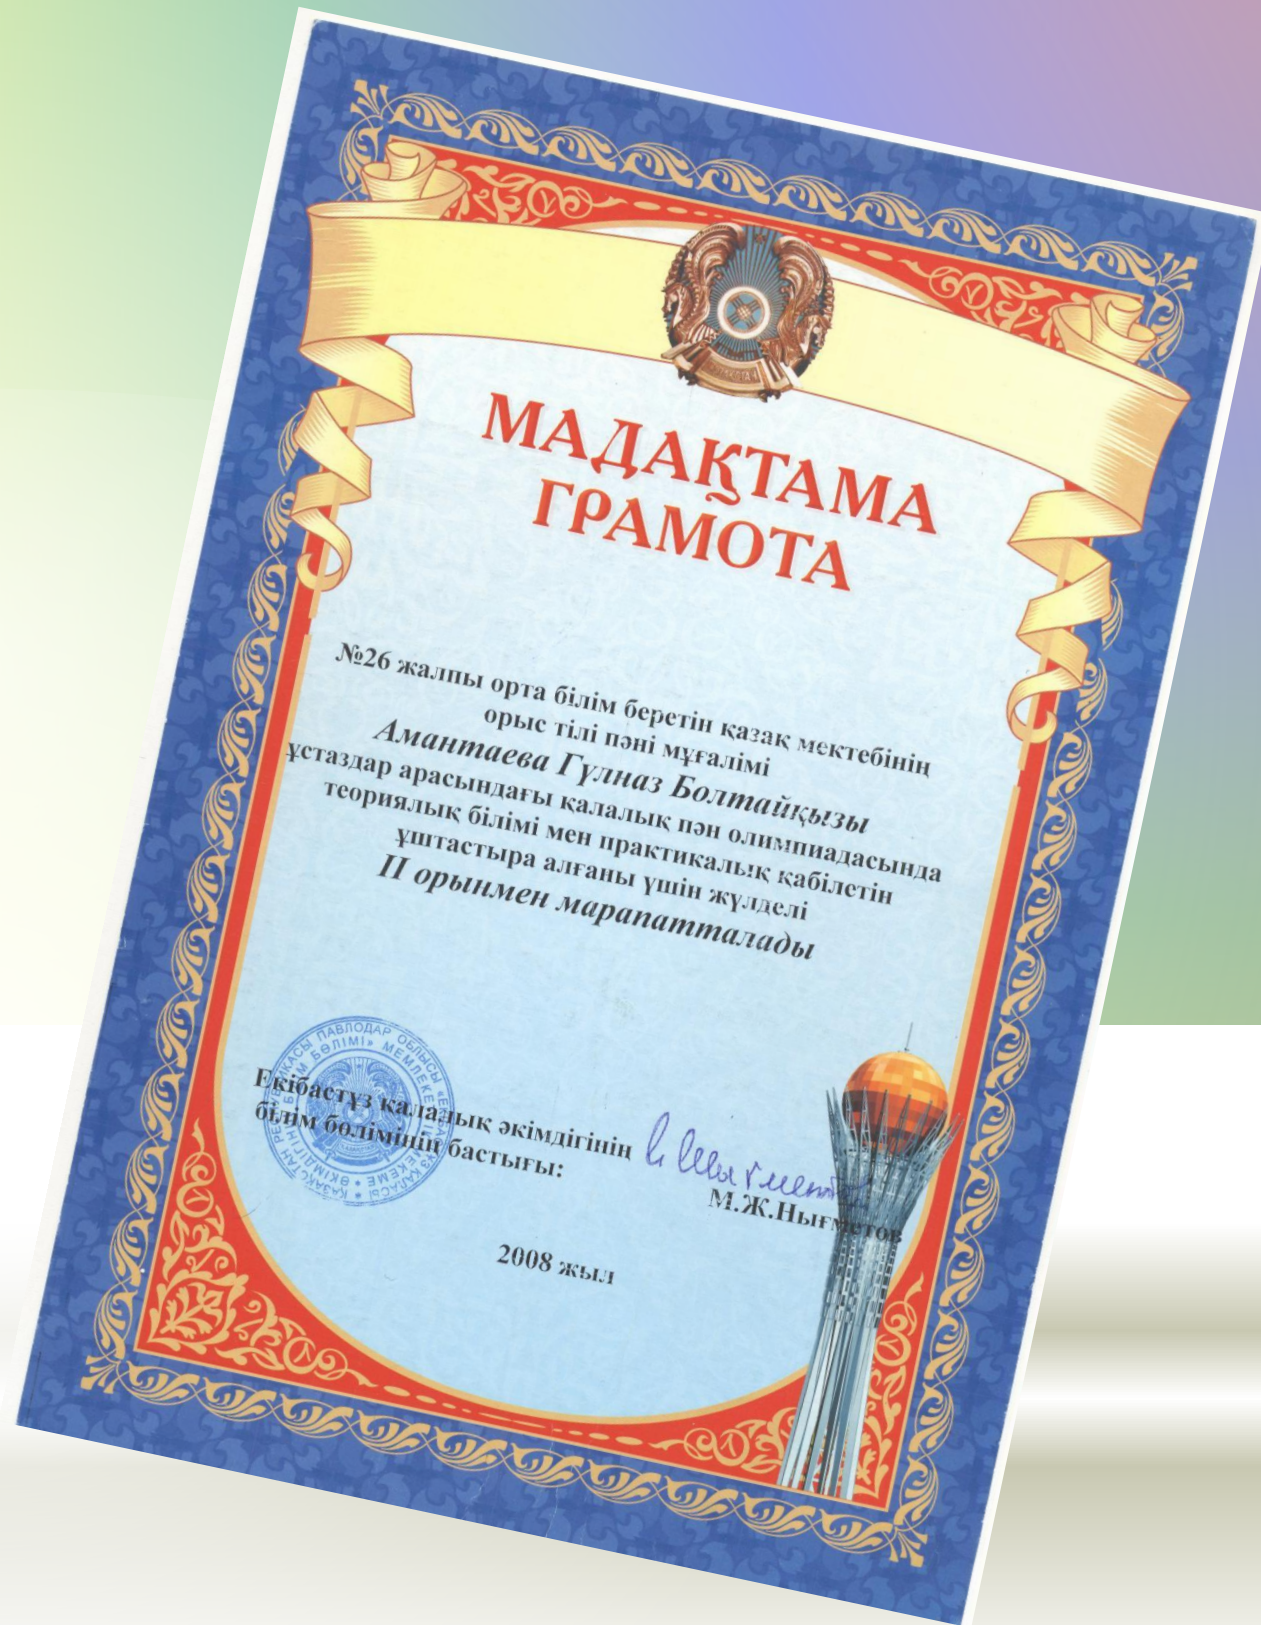 МАДАҚТАМА
ГРАМОТА
№26 жалпы орта білім беретін қазақ мектебінің
орыс тілі пәні мұғалімі
Амантаева Гүлназ Болтайқызы
ұстаздар арасындағы қалалық пән олимпиадасында
теориялық білімі мен практикалық қабілетін
ұштастыра алғаны үшін жүлделі
ІІ орынмен марапатталады
Екібастұз қалалық әкімдігінің
білім бөлімінің бастығы:
М.Ж.Нығметов
2008 жыл